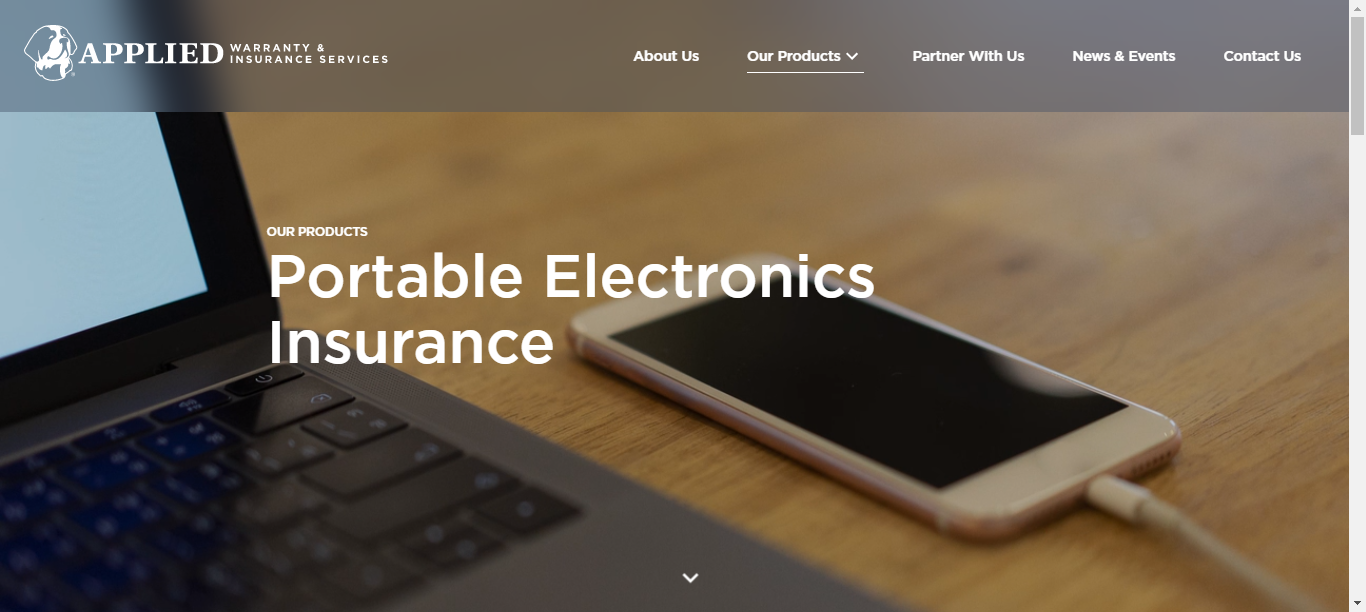 APPLIED
WARRANTY &
INSURANCE SERVICES
About Us
Our Products
Partner With Us
News & Events
Contact Us
OUR PRODUCTS
Portable Electronics
Insurance